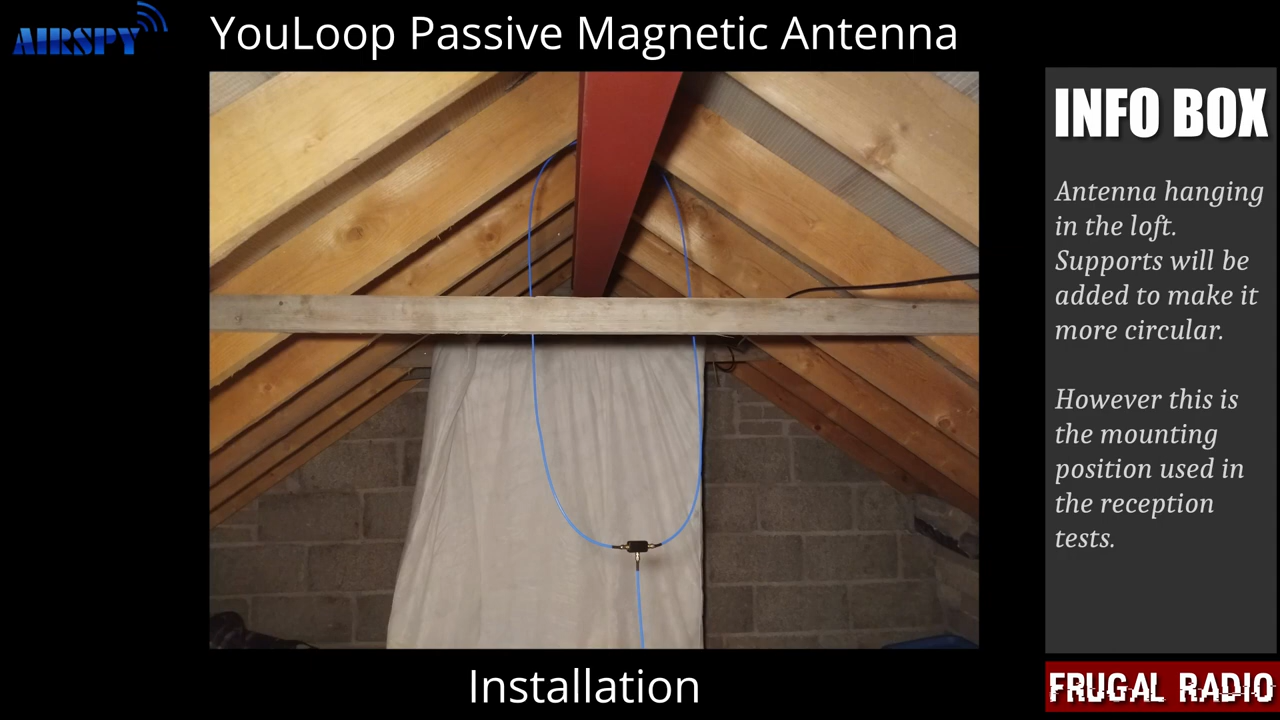 AIRSPY
YouLoop Passive Magnetic Antenna
INFO BOX
Antenna hanging
in the loft.
Supports will be
added to make it
more circular.
However this is
the mounting
position used in
the reception
tests.
Installation
FRUGAL RADIO